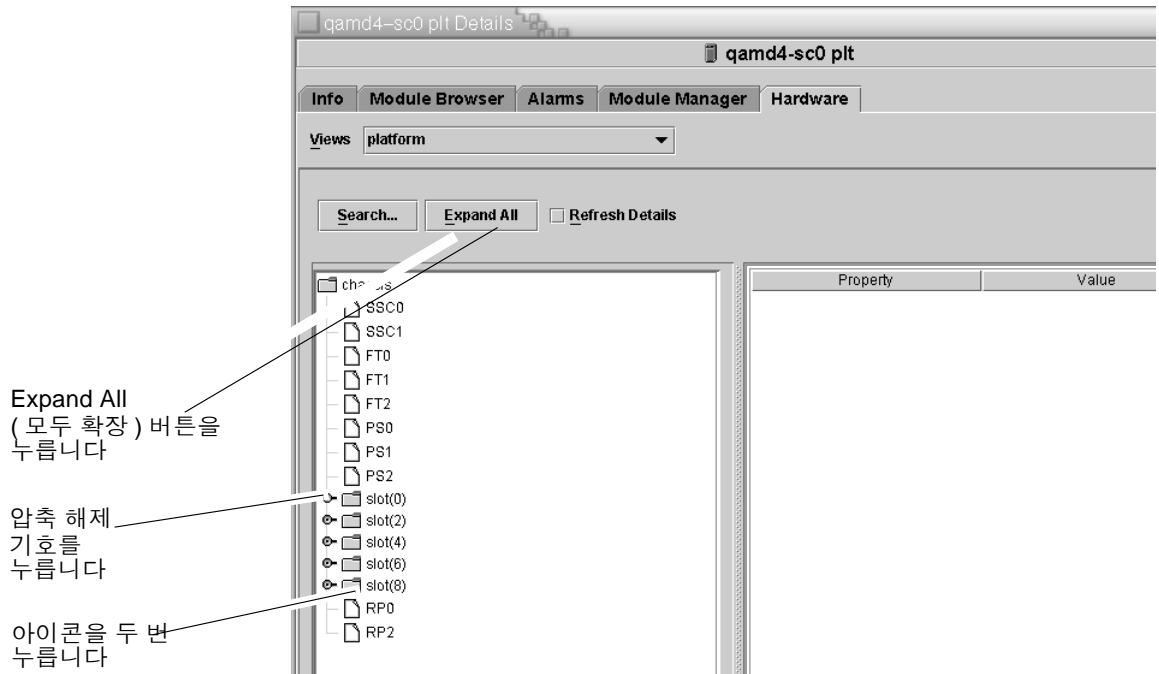 qamd4-sc0 plt Details
qamd4-sc0 plt
Info Module Browser Alarms Module Manager Hardware
Views platform
Search... Expand All Refresh Details
Property Value
SSC0
SSC1
FT0
FT1
FT2
PS0
PS1
PS2
slot(0)
slot(2)
slot(4)
slot(6)
slot(8)
RP0
RP2
Expand All
( 모두 확장 ) 버튼을
누릅니다
압축 해제
기호를
누릅니다
아이콘을 두 번
누릅니다